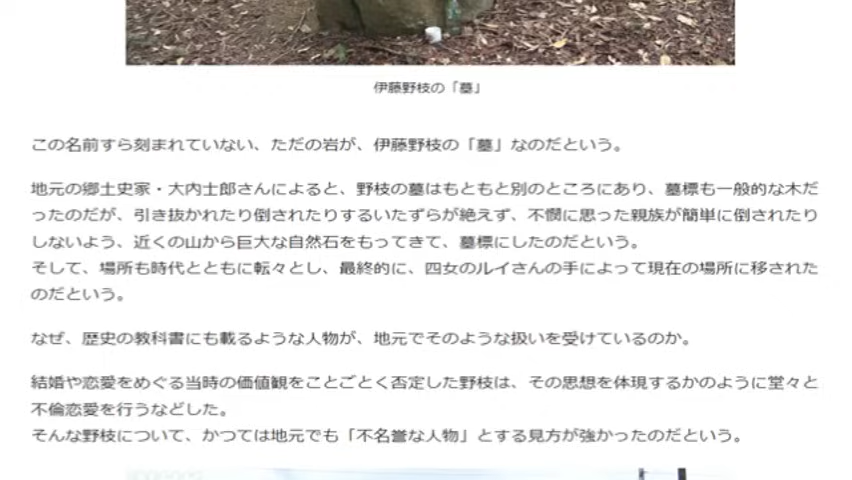 伊藤野枝の「墓」
この名前すら刻まれていない、ただの岩が、伊藤野枝の「墓」なのだという。
地元の郷土史家・大内士郎さんによると、野枝の墓はもともと別のところにあり、墓標も一般的な木だ
ったのだが、引き抜かれたり倒されたりするいたずらが絶えず、不憫に思った親族が簡単に倒されたり
しないよう、近くの山から巨大な自然石をもってきて、墓標にしたのだという。
そして、場所も時代とともに転々とし、最終的に、四女のルイさんの手によって現在の場所に移された
のだという。
なぜ、歴史の教科書にも載るような人物が、地元でそのような扱いを受けているのか。
結婚や恋愛をめぐる当時の価値観をことごとく否定した野枝は、その思想を体現するかのように堂々と
不倫恋愛を行うなどした。
そんな野枝について、かつては地元でも「不名誉な人物」とする見方が強かったのだという。